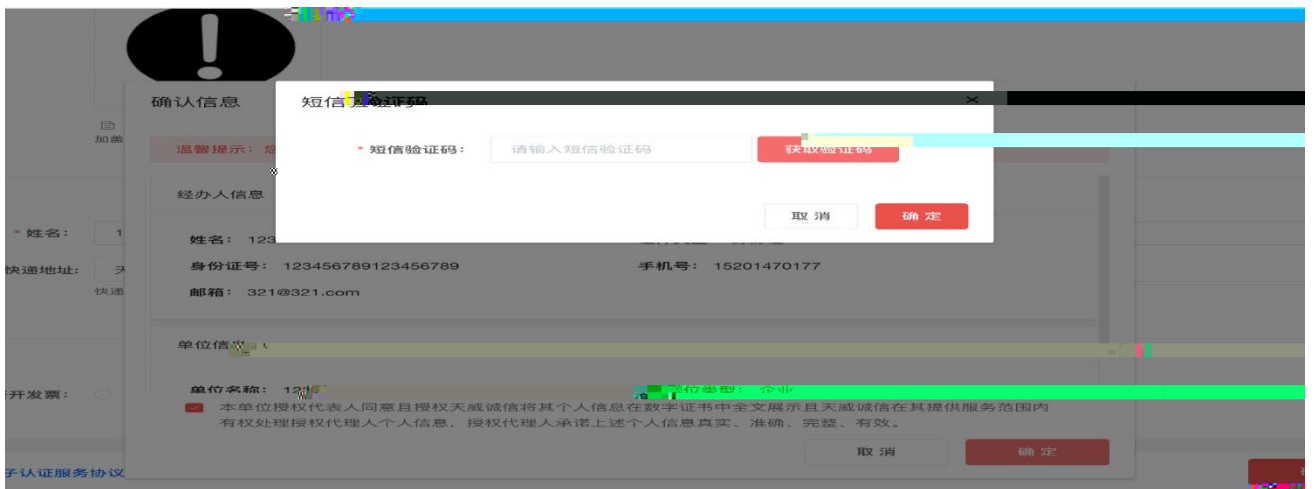 确认信息
短信验证码
加盖
温馨提示：您
* 短信验证码：
请输入短信验证码
获取验证码
经办人信息
取消
确定
* 姓名：
1
姓名： 123
快递地址：
天
身份证号： 123456789123456789
手机号： 15201470177
快递
邮箱： 321@321.com
单位信息
开发票：
单位名称： 12
单位类型： 企业
本单位授权代表人同意且授权天威诚信将其个人信息在数字证书中全文展示且天威诚信在其提供服务范围内
有权处理授权代理人个人信息，授权代理人承诺上述个人信息真实、准确、完整、有效。
取消
确定
子认证服务协议